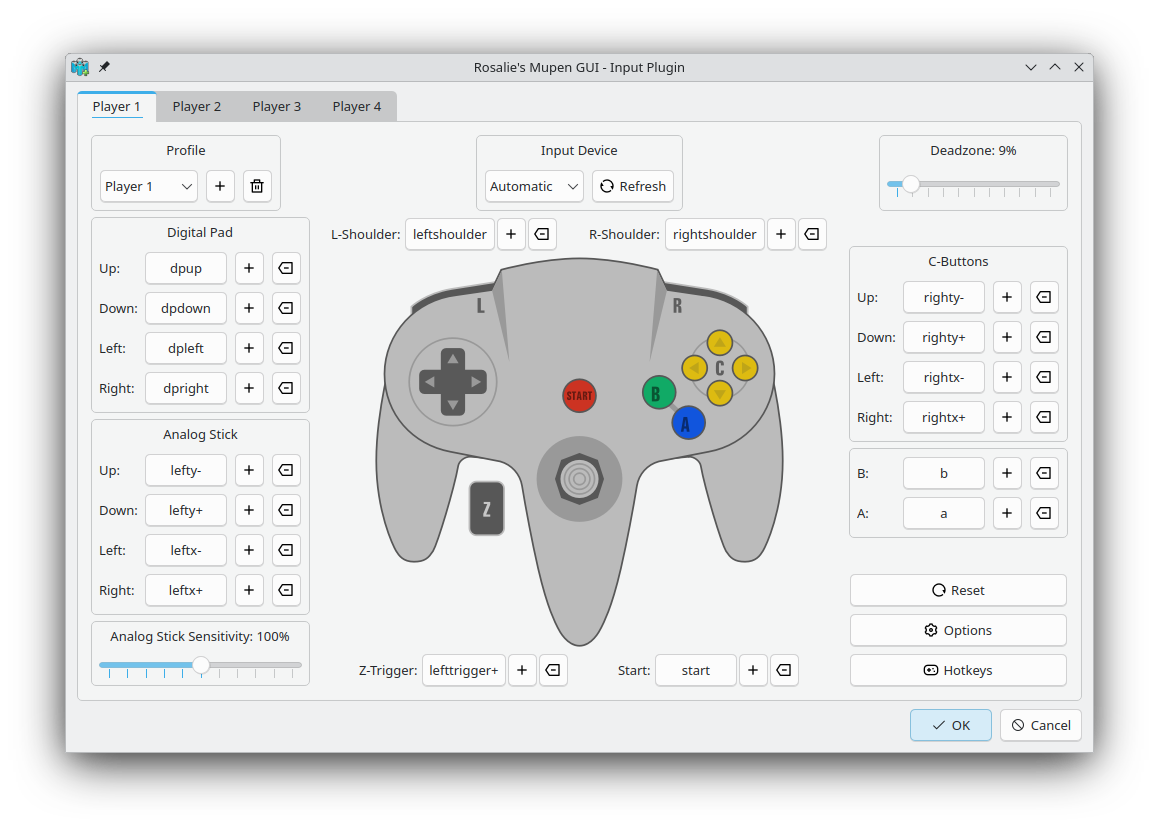 Rosalie's Mupen GUI - Input Plugin
Player 1 Player 2 Player 3 Player 4
Profile
Player 1
Input Device
Automatic Refresh
Deadzone: 9%
Digital Pad
Up: dpup
Down: dpdown
Left: dpleft
Right: dpright
Analog Stick
Up: lefty-
Down: lefty+
Left: leftx-
Right: leftx+
Analog Stick Sensitivity: 100%
L-Shoulder: leftshoulder
R-Shoulder: rightshoulder
L
R
START
C
B
A
Z
Z-Trigger: lefttrigger+
Start: start
C-Buttons
Up: righty-
Down: righty+
Left: rightx-
Right: rightx+
B: b
A: a
Reset
Options
Hotkeys
OK Cancel